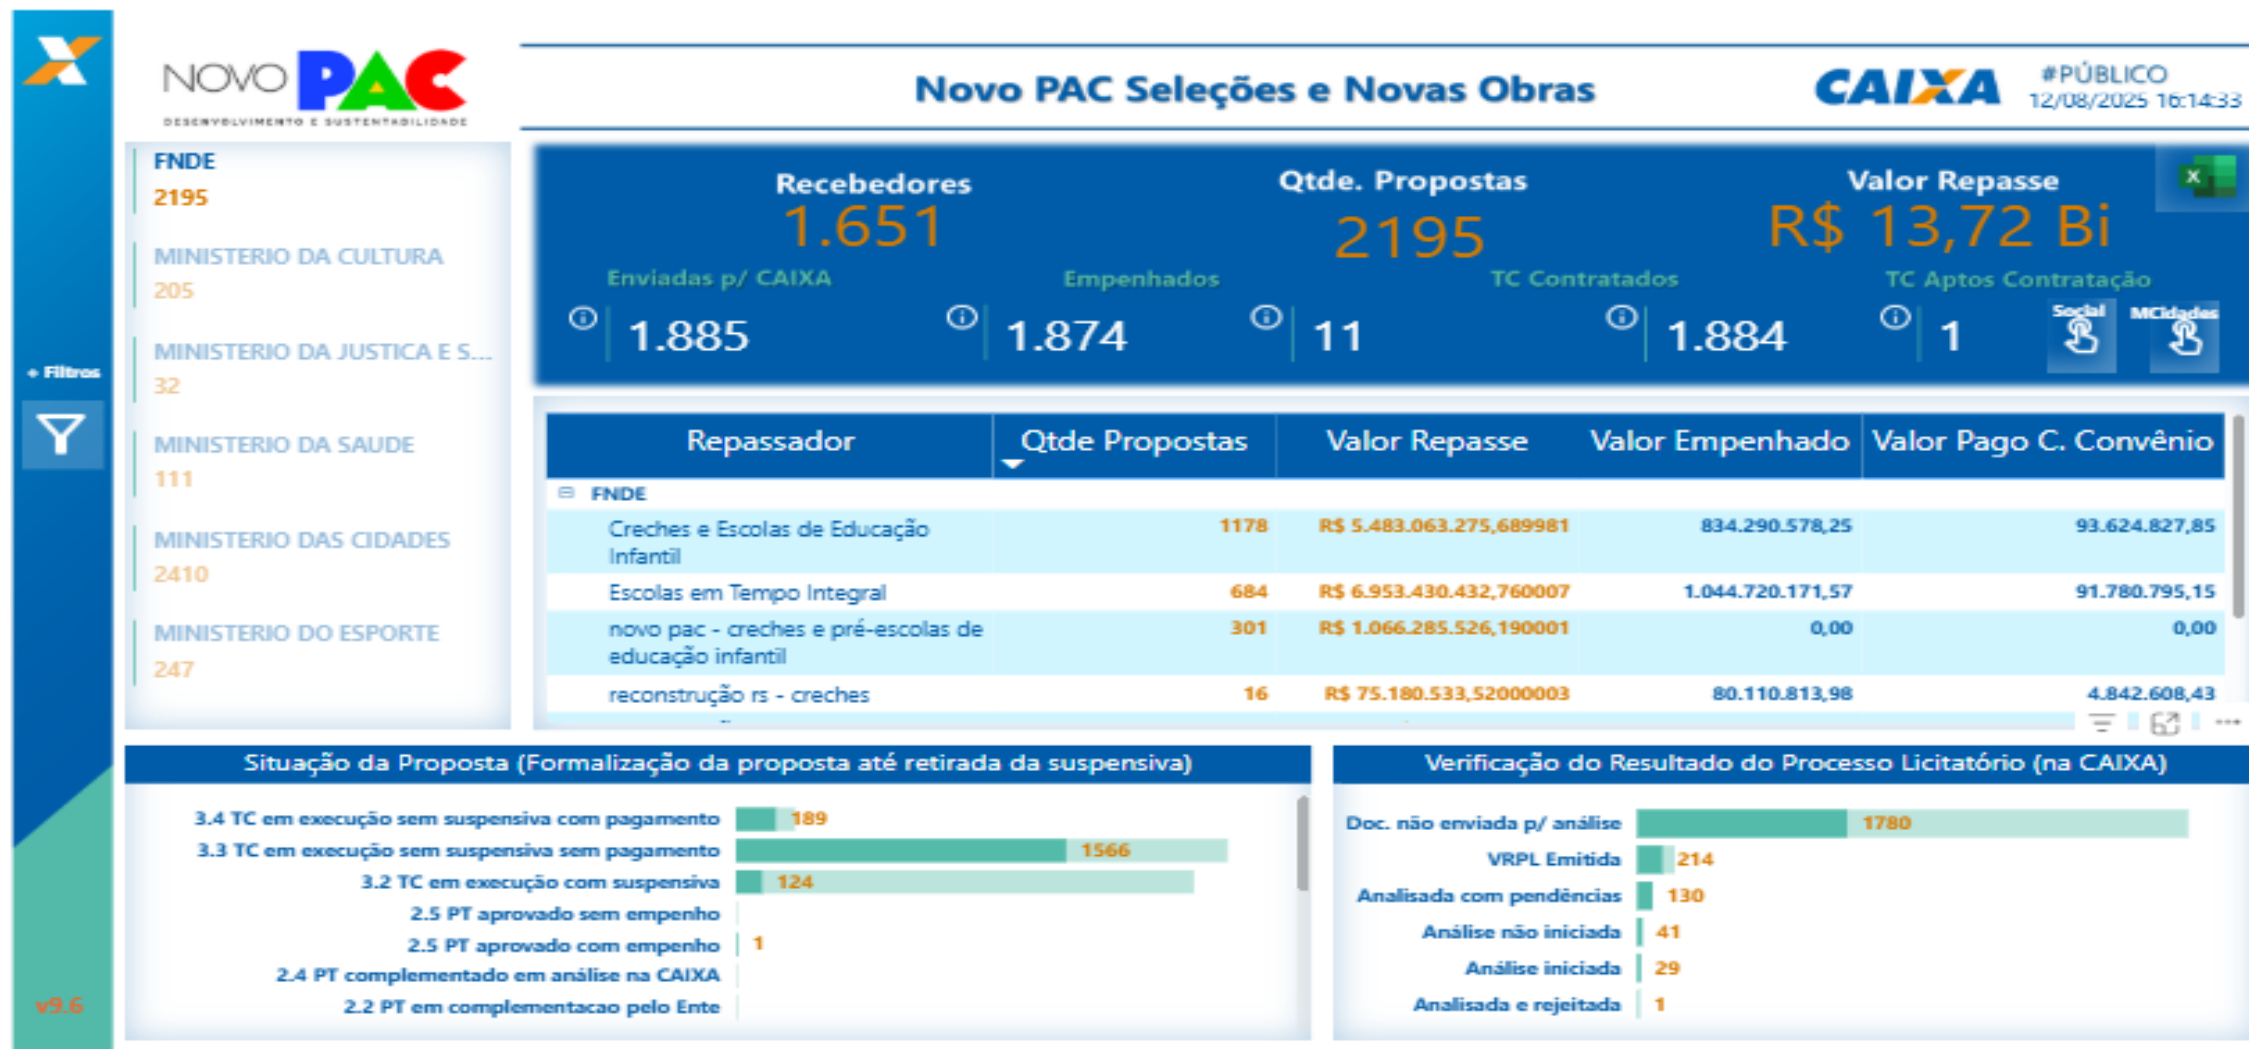 NOVO PAC
DESENVOLVIMENTO E SUSTENTABILIDADE
Novo PAC Seleções e Novas Obras
CAIXA
#PÚBLICO
12/08/2025 16:14:33
+ Filtros
v9.6
FNDE
2195
MINISTERIO DA CULTURA
205
MINISTERIO DA JUSTICA E S...
32
MINISTERIO DA SAUDE
111
MINISTERIO DAS CIDADES
2410
MINISTERIO DO ESPORTE
247
Recebedores
1.651
Qtde. Propostas
2195
Valor Repasse
R$ 13,72 Bi
Enviadas p/ CAIXA
Empenhados
TC Contratados
TC Aptos Contratação
1.885
1.874
11
1.884
1
Social
MCidades
Repassador Qtde Propostas Valor Repasse Valor Empenhado Valor Pago C. Convênio
FNDE
Creches e Escolas de Educação
Infantil
1178 R$ 5.483.063.275,689981 834.290.578,25 93.624.827,85
Escolas em Tempo Integral 684 R$ 6.953.430.432,760007 1.044.720.171,57 91.780.795,15
novo pac - creches e pré-escolas de
educação infantil
301 R$ 1.066.285.526,190001 0,00 0,00
reconstrução rs - creches 16 R$ 75.180.533,52000003 80.110.813,98 4.842.608,43
Situação da Proposta (Formalização da proposta até retirada da suspensiva)
3.4 TC em execução sem suspensiva com pagamento 189
3.3 TC em execução sem suspensiva sem pagamento 1566
3.2 TC em execução com suspensiva 124
2.5 PT aprovado sem empenho
2.5 PT aprovado com empenho 1
2.4 PT complementado em análise na CAIXA
2.2 PT em complementacao pelo Ente
Verificação do Resultado do Processo Licitatório (na CAIXA)
Doc. não enviada p/ análise 1780
VRPL Emitida 214
Analisada com pendências 130
Análise não iniciada 41
Análise iniciada 29
Analisada e rejeitada 1